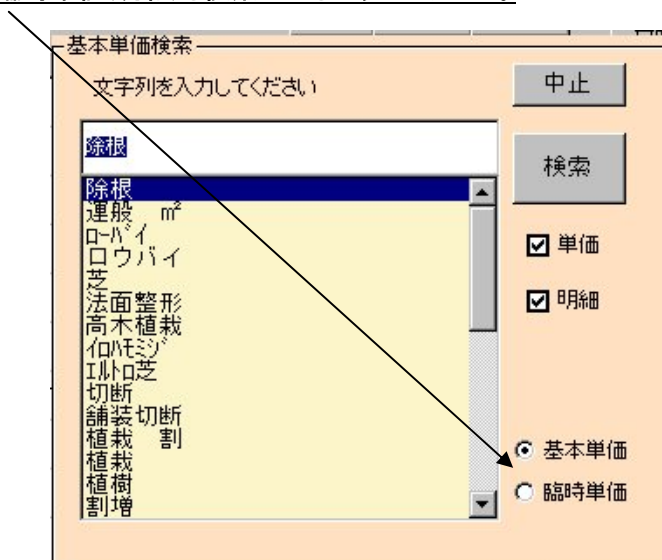 基本単価検索
文字列を入力してください
中止
除根
検索
除根
運般 ㎡
ﾛｰﾊﾞｲ
ロウバイ
芝
法面整形
高木植栽
ｲﾛﾊﾓﾐｼﾞ
ｴﾙﾄﾛ芝
切断
舗装切断
植栽 割
植栽
植樹
割増
単価
明細
基本単価
臨時単価